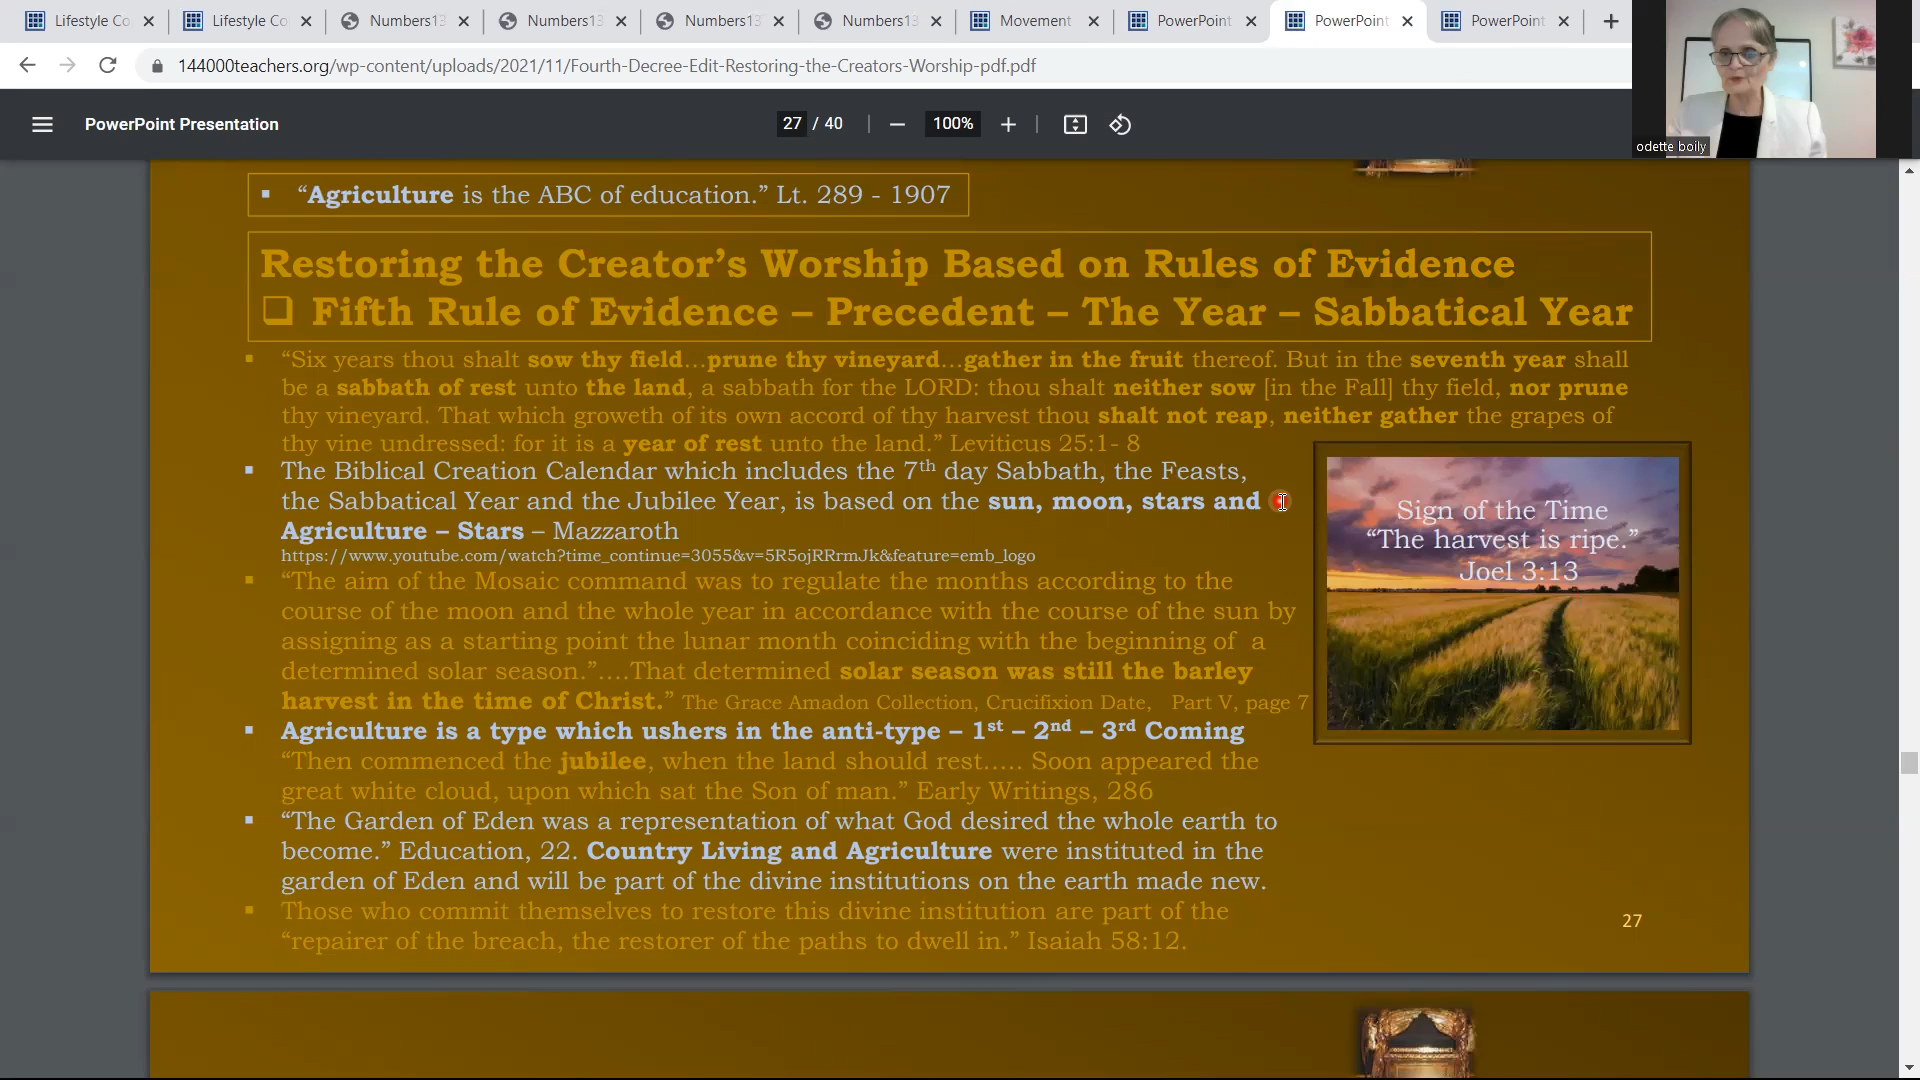 Lifestyle Co
Lifestyle Co
Numbers13
Numbers13
Numbers13
Numbers13
Movement
PowerPoint
PowerPoint
PowerPoint
144000teachers.org/wp-content/uploads/2021/11/Fourth-Decree-Edit-Restoring-the-Creators-Worship-pdf.pdf
PowerPoint Presentation
27 / 40
100%
odette boily
▪ “Agriculture is the ABC of education.” Lt. 289 - 1907
Restoring the Creator’s Worship Based on Rules of Evidence
❑ Fifth Rule of Evidence – Precedent – The Year – Sabbatical Year
▪ “Six years thou shalt sow thy field…prune thy vineyard…gather in the fruit thereof. But in the seventh year shall
be a sabbath of rest unto the land, a sabbath for the LORD: thou shalt neither sow [in the Fall] thy field, nor prune
thy vineyard. That which groweth of its own accord of thy harvest thou shalt not reap, neither gather the grapes of
thy vine undressed: for it is a year of rest unto the land.” Leviticus 25:1- 8
▪ The Biblical Creation Calendar which includes the 7th day Sabbath, the Feasts,
the Sabbatical Year and the Jubilee Year, is based on the sun, moon, stars and
Agriculture – Stars – Mazzaroth
https://www.youtube.com/watch?time_continue=3055&v=5R5ojRRrmJk&feature=emb_logo
▪ “The aim of the Mosaic command was to regulate the months according to the
course of the moon and the whole year in accordance with the course of the sun by
assigning as a starting point the lunar month coinciding with the beginning of a
determined solar season.”….That determined solar season was still the barley
harvest in the time of Christ.” The Grace Amadon Collection, Crucifixion Date, Part V, page 7
▪ Agriculture is a type which ushers in the anti-type – 1st – 2nd – 3rd Coming
“Then commenced the jubilee, when the land should rest….. Soon appeared the
great white cloud, upon which sat the Son of man.” Early Writings, 286
▪ “The Garden of Eden was a representation of what God desired the whole earth to
become.” Education, 22. Country Living and Agriculture were instituted in the
garden of Eden and will be part of the divine institutions on the earth made new.
▪ Those who commit themselves to restore this divine institution are part of the
“repairer of the breach, the restorer of the paths to dwell in.” Isaiah 58:12.
Sign of the Time
“The harvest is ripe.”
Joel 3:13
27